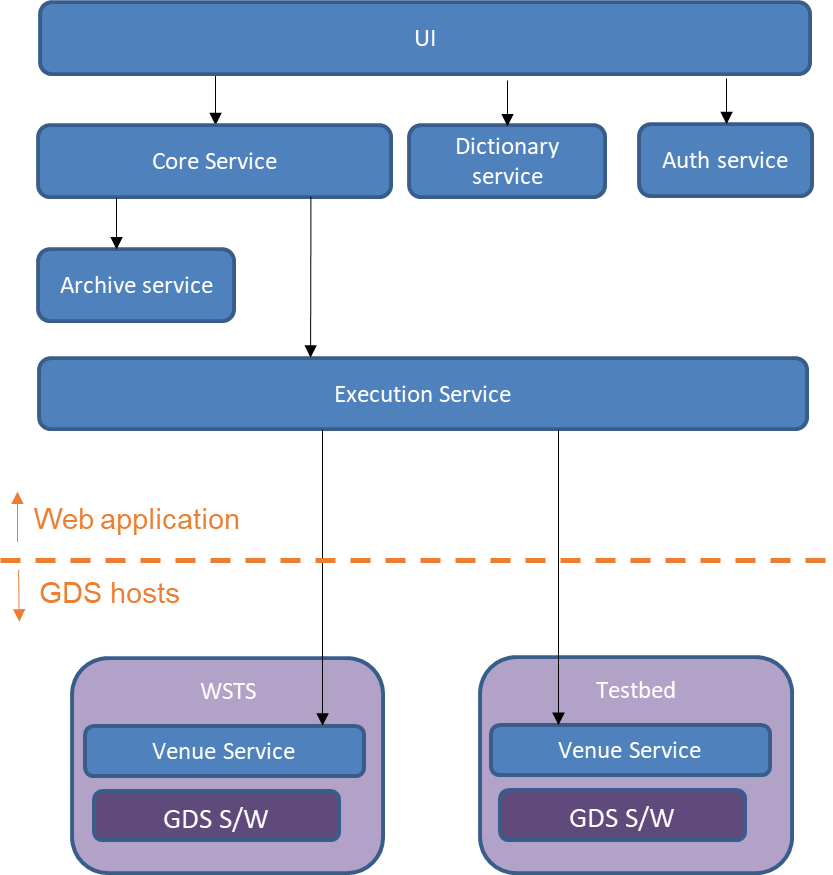 UI
Core Service
Dictionary
service
Auth service
Archive service
Execution Service
Web application
GDS hosts
WSTS
Testbed
Venue Service
Venue Service
GDS S/W
GDS S/W